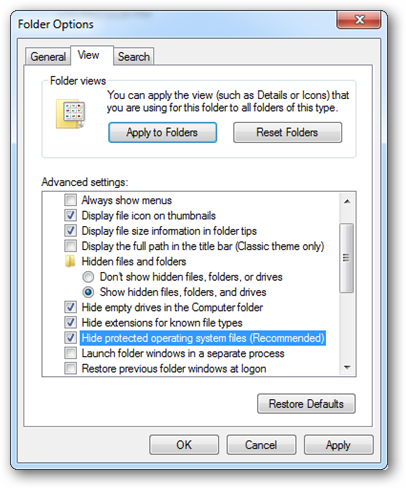 Folder Options
General
View
Search
Folder views
You can apply the view (such as Details or Icons) that
you are using for this folder to all folders of this type.
Apply to Folders
Reset Folders
Advanced settings:
Always show menus
Display file icon on thumbnails
Display file size information in folder tips
Display the full path in the title bar (Classic theme only)
Hidden files and folders
Don't show hidden files, folders, or drives
Show hidden files, folders, and drives
Hide empty drives in the Computer folder
Hide extensions for known file types
Hide protected operating system files (Recommended)
Launch folder windows in a separate process
Restore previous folder windows at logon
Restore Defaults
OK
Cancel
Apply